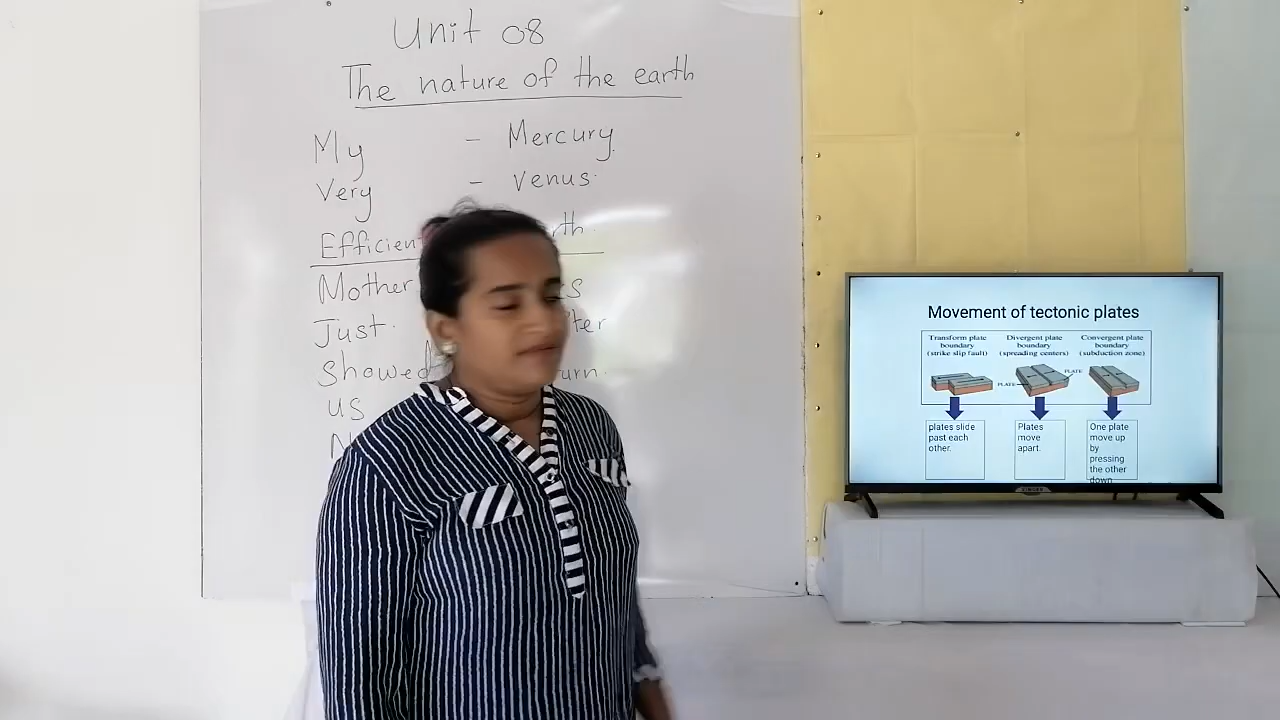 Unit 08
The nature of the earth
My - Mercury.
Very - Venus.
Efficient
Mother
Just.
Showed
US
Movement of tectonic plates
Transform plate
boundary
(strike slip fault)
Divergent plate
boundary
(spreading centers)
Convergent plate
boundary
(subduction zone)
PLATE
PLATE
plates slide
past each
other.
Plates
move
apart.
One plate
move up
by
pressing
the other
down